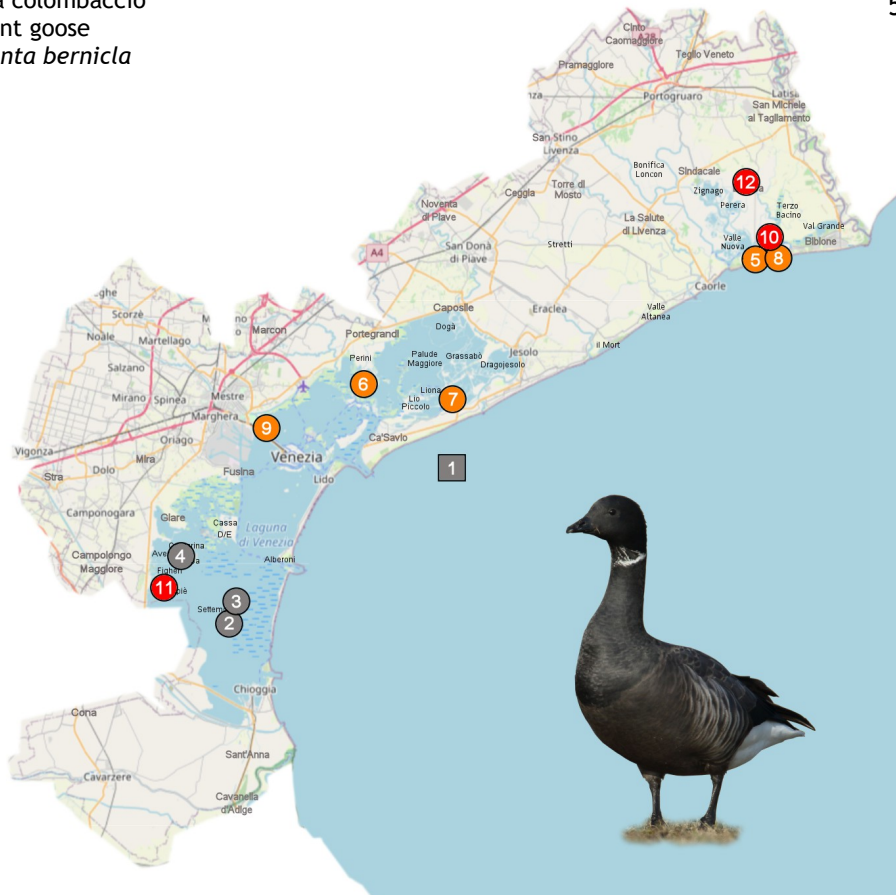 a colombaccio
nt goose
nta bernicla
5
Cinto
Caomaggiore
A28
Teglio Veneto
Pramaggiore
Portogruaro
San Michele
al Tagliamento
San Stino
Livenza
Bonifica
Loncon
Sindacale
12
Zignago
Perera
Torre di
Mosto
Ceggia
Noventa
di Piave
La Salute
di Livenza
Terzo
Bacino
Val Grande
Bibione
10
Valle
Nuova
5
8
A4
San Donà
di Piave
Stretti
Caorle
Valle
Altanea
Eraclea
il Mort
Caposile
Dogà
Portegrandi
Scorzè
Marcon
Noale
Martellago
Perini
Palude
Maggiore
Grassabò
Jesolo
Dragojesolo
Salzano
6
Liona
Lio
Piccolo
7
Mirano
Spinea
Mestre
Marghera
9
Oriago
Ca'Savio
Vigonza
Mira
Venezia
1
Stra
Dolo
Fusina
Lido
Camponogara
Giare
Cassa
D/E
Laguna
di Venezia
4
Campolongo
Maggiore
Alberoni
11
3
2
Chioggia
Cona
Sant'Anna
Cavarzere
Cavanella
d'Adige